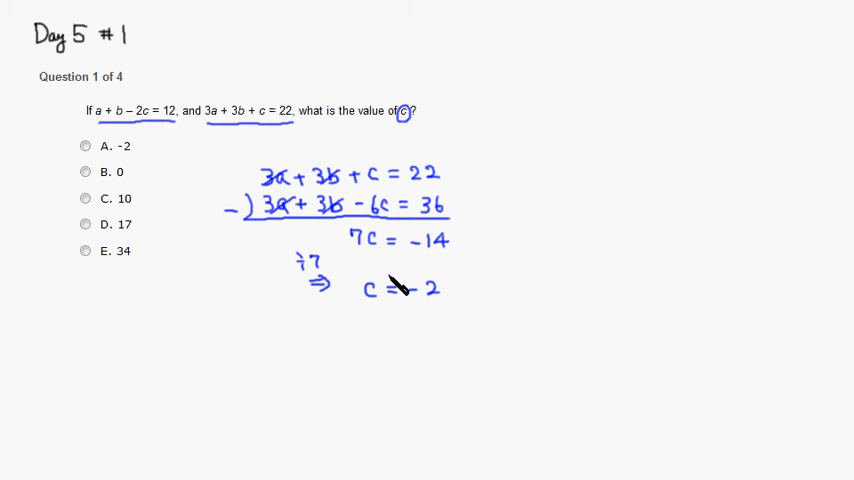 Day 5 #1
Question 1 of 4
If a + b – 2c = 12, and 3a + 3b + c = 22, what is the value of c?
A. -2
B. 0
C. 10
D. 17
E. 34
3a + 3b + c = 22
–) 3a + 3b - 6c = 36
7c = -14
÷7
⇒ c = - 2